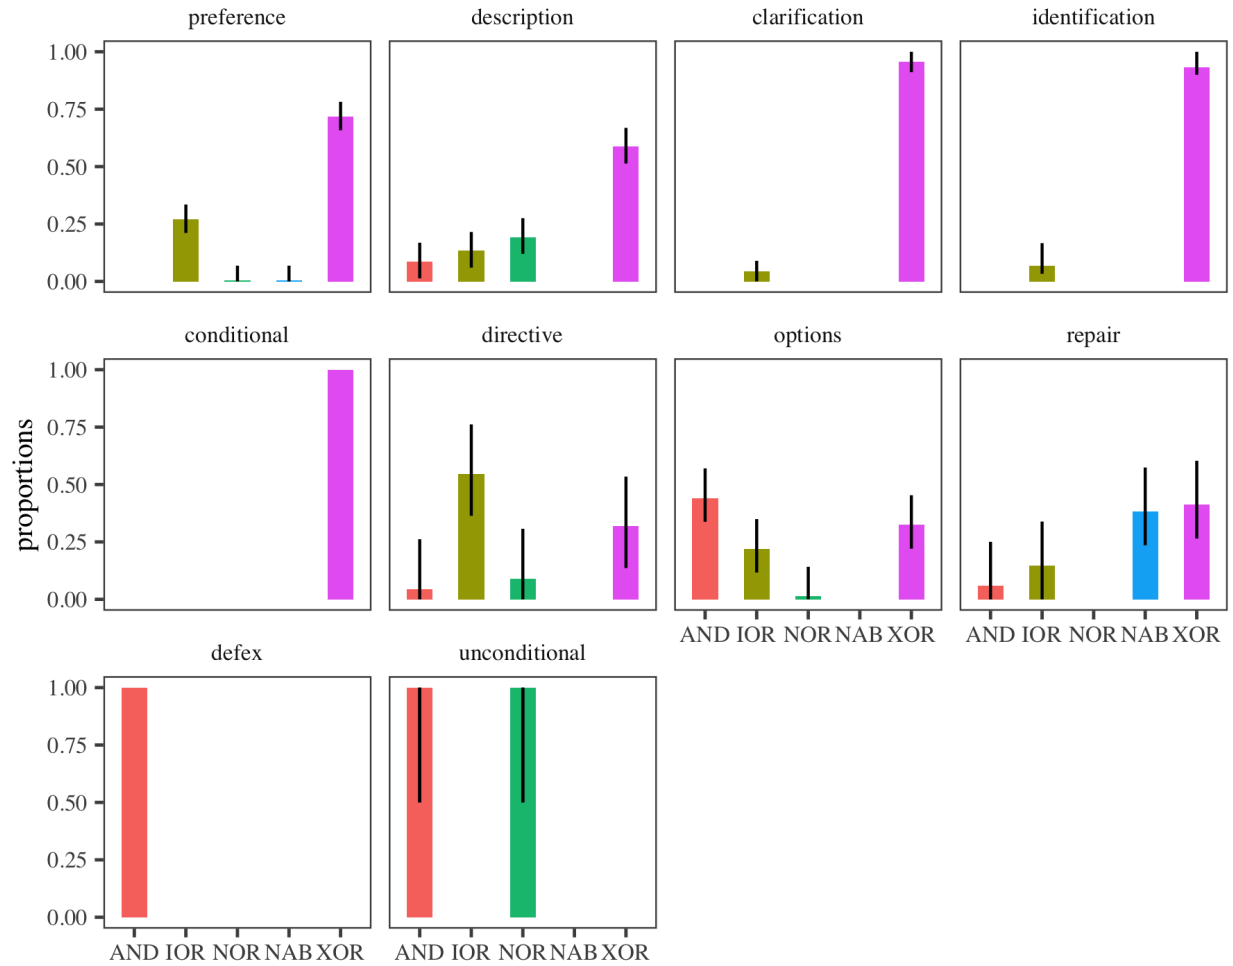 preference description clarification identification
1.00
0.75
0.50
0.25
0.00
conditional directive options repair
proportions
1.00
0.75
0.50
0.25
0.00
AND IOR NOR NAB XOR AND IOR NOR NAB XOR
defex unconditional
1.00
0.75
0.50
0.25
0.00
AND IOR NOR NAB XOR AND IOR NOR NAB XOR